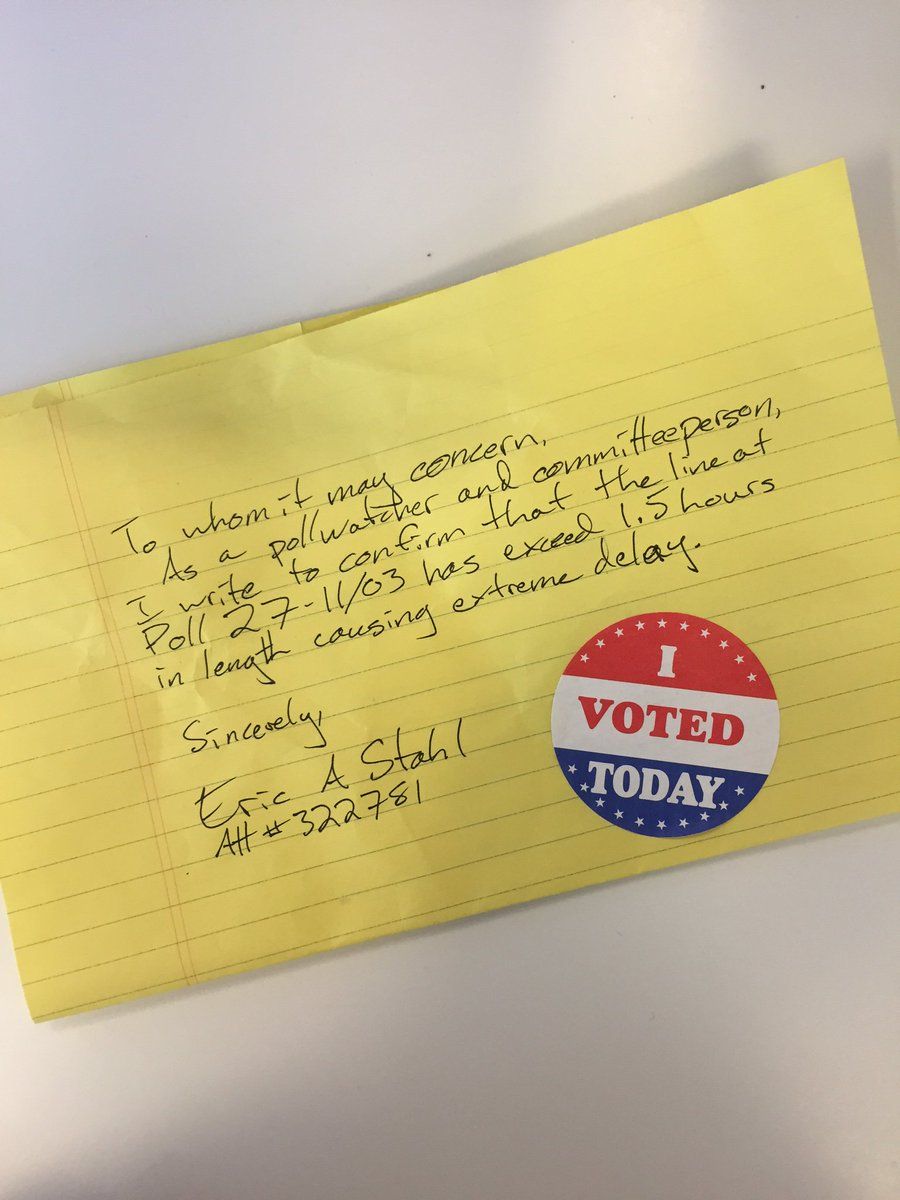 To whom it may concern,
As a pollwatcher and committeeperson,
I write to confirm that the line at
Poll 27-11/03 has exceed 1.5 hours
in length causing extreme delay.
Sincerely,
Eric A Stahl
Att # 322781
I
VOTED
TODAY